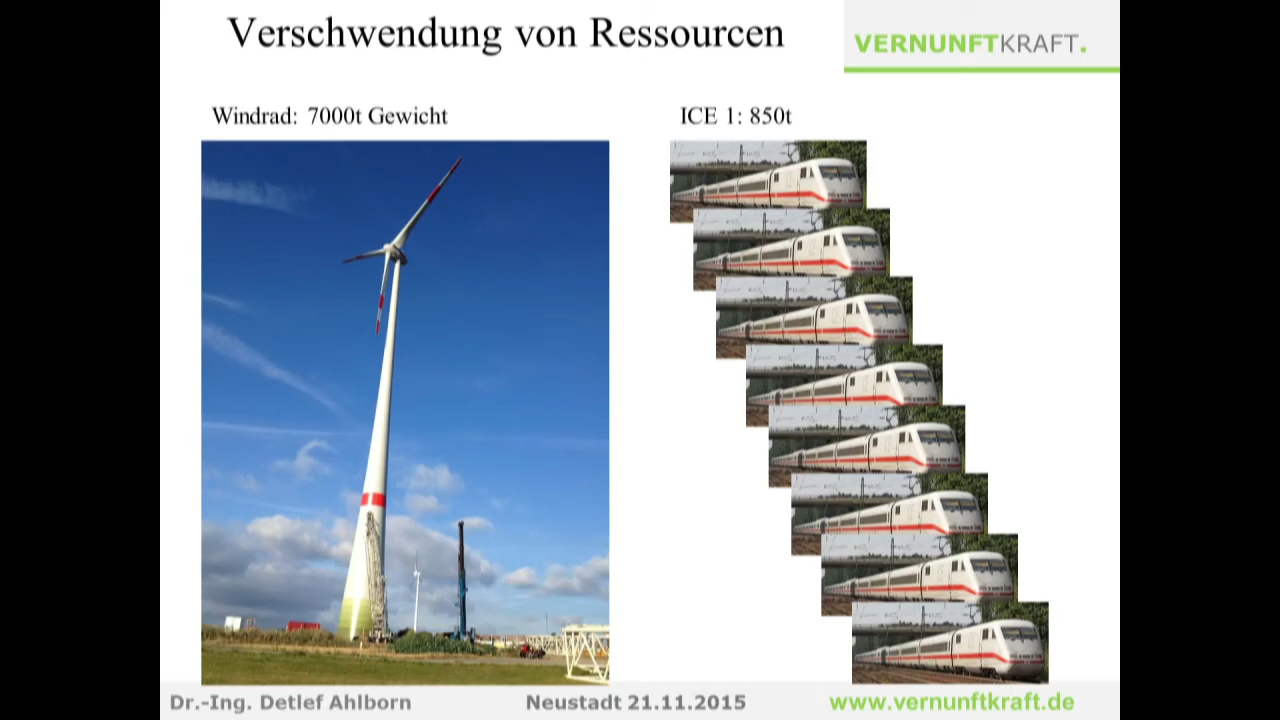 Verschwendung von Ressourcen
VERNUNFTKRAFT.
Windrad: 7000t Gewicht
ICE 1: 850t
Dr.-Ing. Detlef Ahlborn
Neustadt 21.11.2015
www.vernunftkraft.de